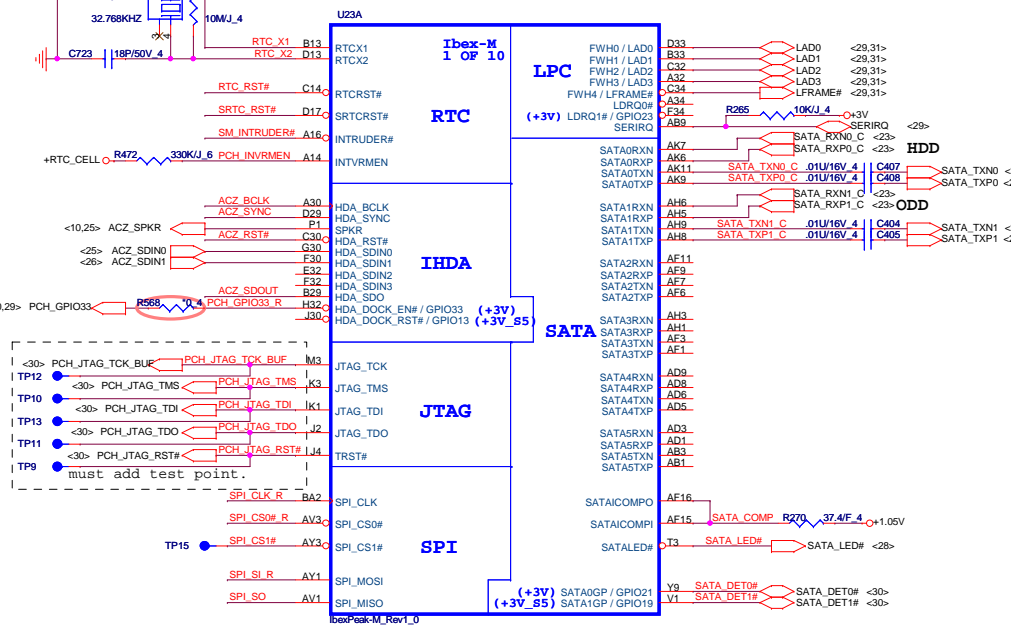 U23A
32.768KHZ
10M/J_4
C723 18P/50V_4
RTC_X1 B13 RTCX1
RTC_X2 D13 RTCX2
RTC_RST# C14 RTCRST#
SRTC_RST# D17 SRTCRST#
SM_INTRUDER# A16 INTRUDER#
+RTC_CELL R472 330K/J_6 PCH_INVRMEN A14 INTVRMEN
Ibex-M
1 OF 10
RTC
LPC
ACZ_BCLK A30 HDA_BCLK
ACZ_SYNC D29 HDA_SYNC
<10,25> ACZ_SPKR P1 SPKR
ACZ_RST# C30 HDA_RST#
<25> ACZ_SDIN0 G30 HDA_SDIN0
<26> ACZ_SDIN1 F30 HDA_SDIN1
E32 HDA_SDIN2
F32 HDA_SDIN3
ACZ_SDOUT B29 HDA_SDO
,29> PCH_GPIO33 R568 *0_4 PCH_GPIO33_R H32 HDA_DOCK_EN# / GPIO33 (+3V)
J30 HDA_DOCK_RST# / GPIO13 (+3V_S5)
IHDA
<30> PCH_JTAG_TCK_BUF PCH_JTAG_TCK_BUF M3 JTAG_TCK
TP12
<30> PCH_JTAG_TMS PCH_JTAG_TMS K3 JTAG_TMS
TP10
<30> PCH_JTAG_TDI PCH_JTAG_TDI K1 JTAG_TDI
TP13
<30> PCH_JTAG_TDO PCH_JTAG_TDO J2 JTAG_TDO
TP11
<30> PCH_JTAG_RST# PCH_JTAG_RST# J4 TRST#
TP9
must add test point.
JTAG
SPI_CLK_R BA2 SPI_CLK
SPI_CS0#_R AV3 SPI_CS0#
TP15 SPI_CS1# AY3 SPI_CS1#
SPI_SI_R AY1 SPI_MOSI
SPI_SO AV1 SPI_MISO
SPI
IbexPeak-M_Rev1_0
FWH0 / LAD0 D33 LAD0 <29,31>
FWH1 / LAD1 B33 LAD1 <29,31>
FWH2 / LAD2 C32 LAD2 <29,31>
FWH3 / LAD3 A32 LAD3 <29,31>
FWH4 / LFRAME# C34 LFRAME# <29,31>
LDRQ0# A34
(+3V) LDRQ1# / GPIO23 F34
R265 10K/J_4 +3V
SERIRQ AB9 SERIRQ <29>
SATA0RXN AK7 SATA_RXN0_C <23>
SATA0RXP AK6 SATA_RXP0_C <23>
HDD
SATA0TXN AK11 SATA_TXN0_C .01U/16V_4 C407 SATA_TXN0 <2
SATA0TXP AK9 SATA_TXP0_C .01U/16V_4 C408 SATA_TXP0 <2
SATA1RXN AH6 SATA_RXN1_C <23>
SATA1RXP AH5 SATA_RXP1_C <23>
ODD
SATA1TXN AH9 SATA_TXN1_C .01U/16V_4 C404 SATA_TXN1 <
SATA1TXP AH8 SATA_TXP1_C .01U/16V_4 C405 SATA_TXP1 <2
SATA2RXN AF11
SATA2RXP AF9
SATA2TXN AF7
SATA2TXP AF6
SATA3RXN AH3
SATA3RXP AH1
SATA3TXN AF3
SATA3TXP AF1
SATA
SATA4RXN AD9
SATA4RXP AD8
SATA4TXN AD6
SATA4TXP AD5
SATA5RXN AD3
SATA5RXP AD1
SATA5TXN AB3
SATA5TXP AB1
SATAICOMPO AF16
SATAICOMPI AF15 SATA_COMP R270 37.4/F_4 +1.05V
SATALED# T3 SATA_LED# SATA_LED# <28>
(+3V) SATA0GP / GPIO21 Y9 SATA_DET0# SATA_DET0# <30>
(+3V_S5) SATA1GP / GPIO19 V1 SATA_DET1# SATA_DET1# <30>